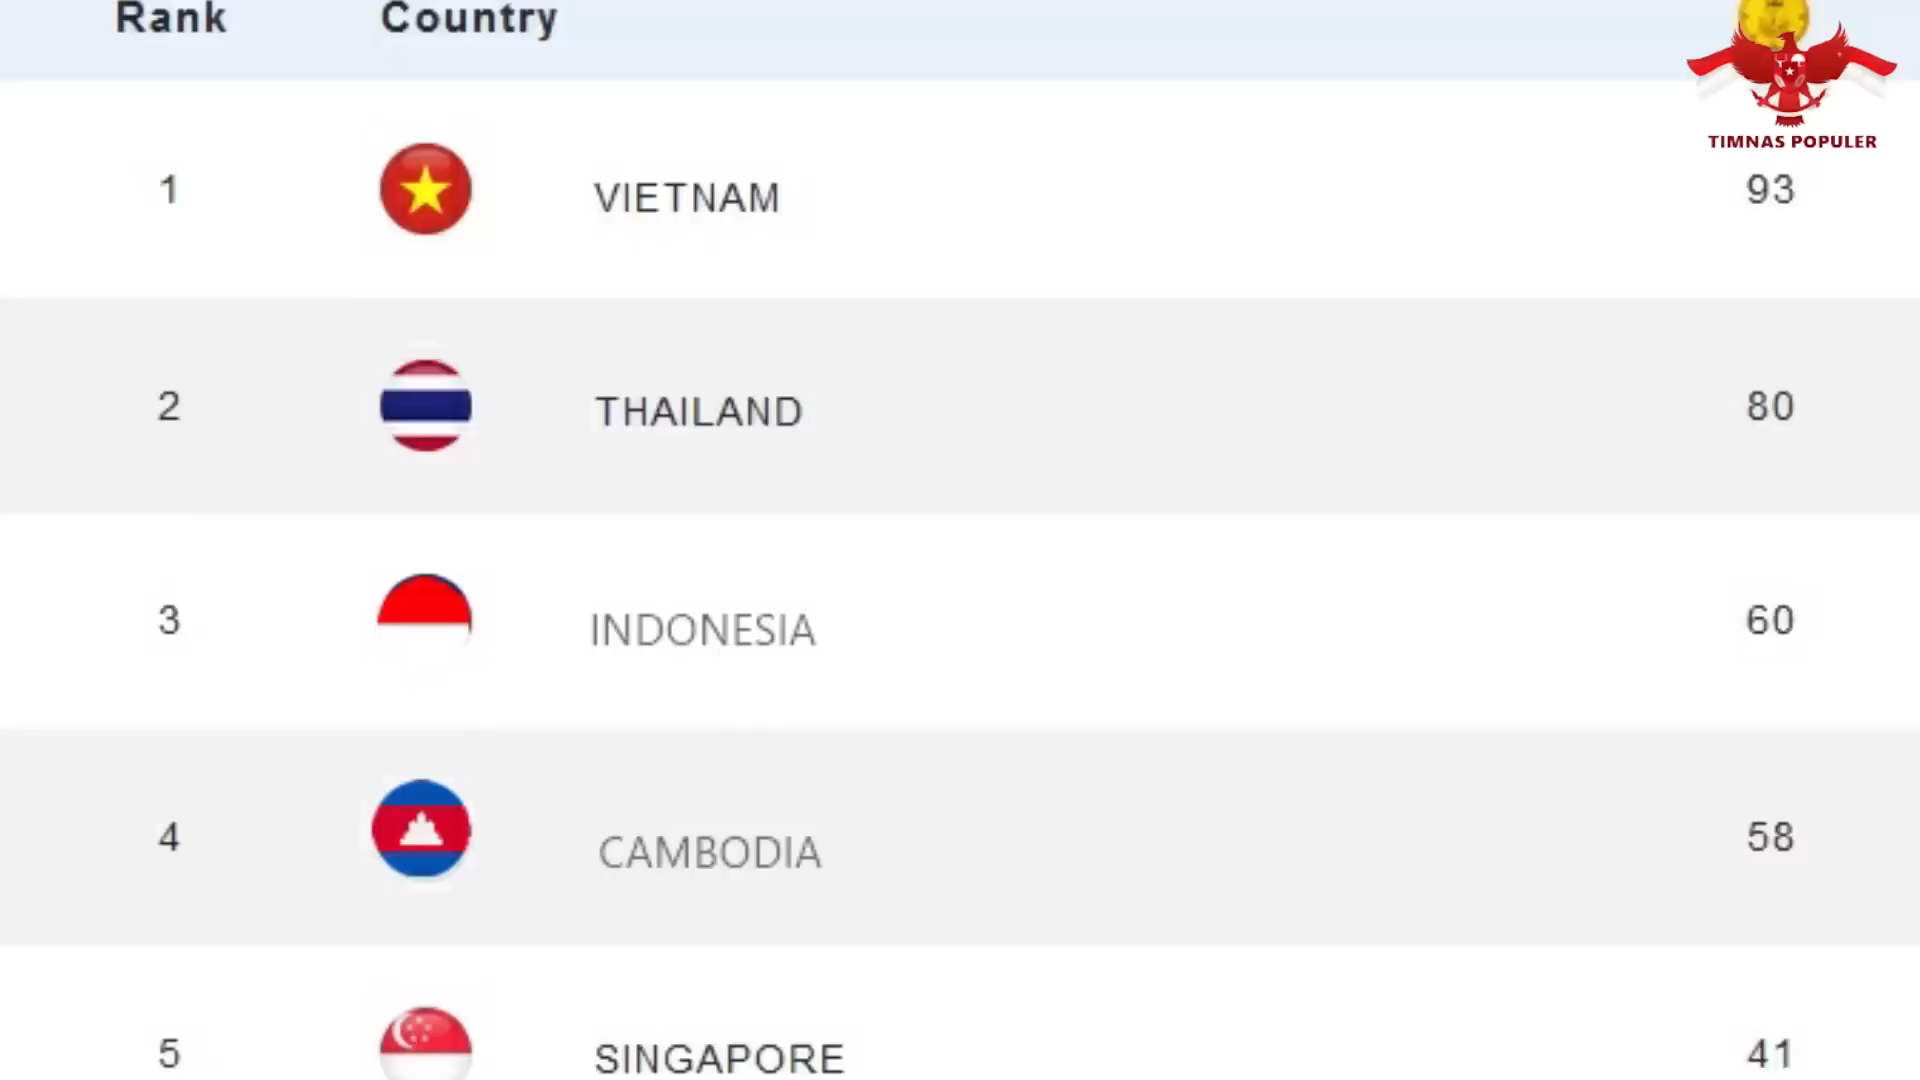 Rank Country
TIMNAS POPULER
1 VIETNAM 93
2 THAILAND 80
3 INDONESIA 60
4 CAMBODIA 58
5 SINGAPORE 41